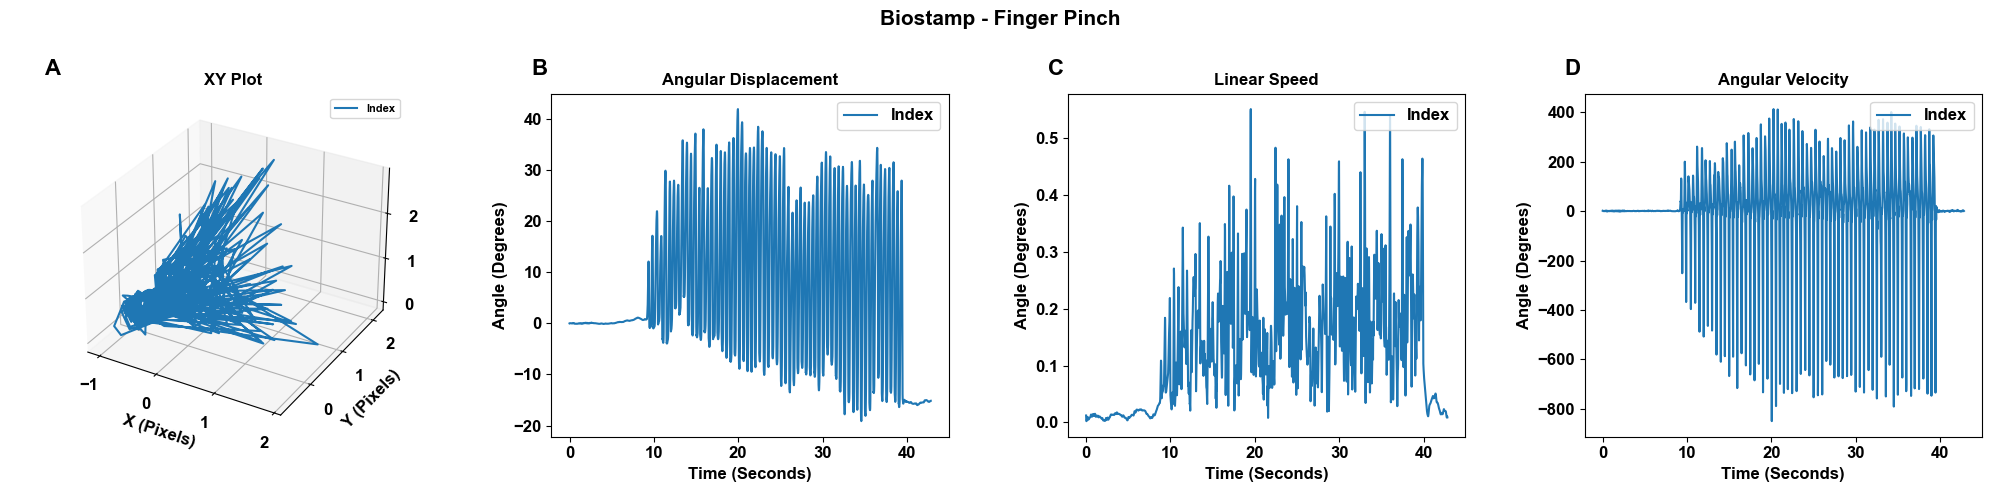 Biostamp - Finger Pinch
A
XY Plot
Index
2
1
0
−1
0
1
2
0
1
2
X (Pixels)
Y (Pixels)
B
Angular Displacement
Index
40
30
20
10
0
−10
−20
Angle (Degrees)
0 10 20 30 40
Time (Seconds)
C
Linear Speed
Index
0.5
0.4
0.3
0.2
0.1
0.0
Angle (Degrees)
0 10 20 30 40
Time (Seconds)
D
Angular Velocity
Index
400
200
0
−200
−400
−600
−800
Angle (Degrees)
0 10 20 30 40
Time (Seconds)